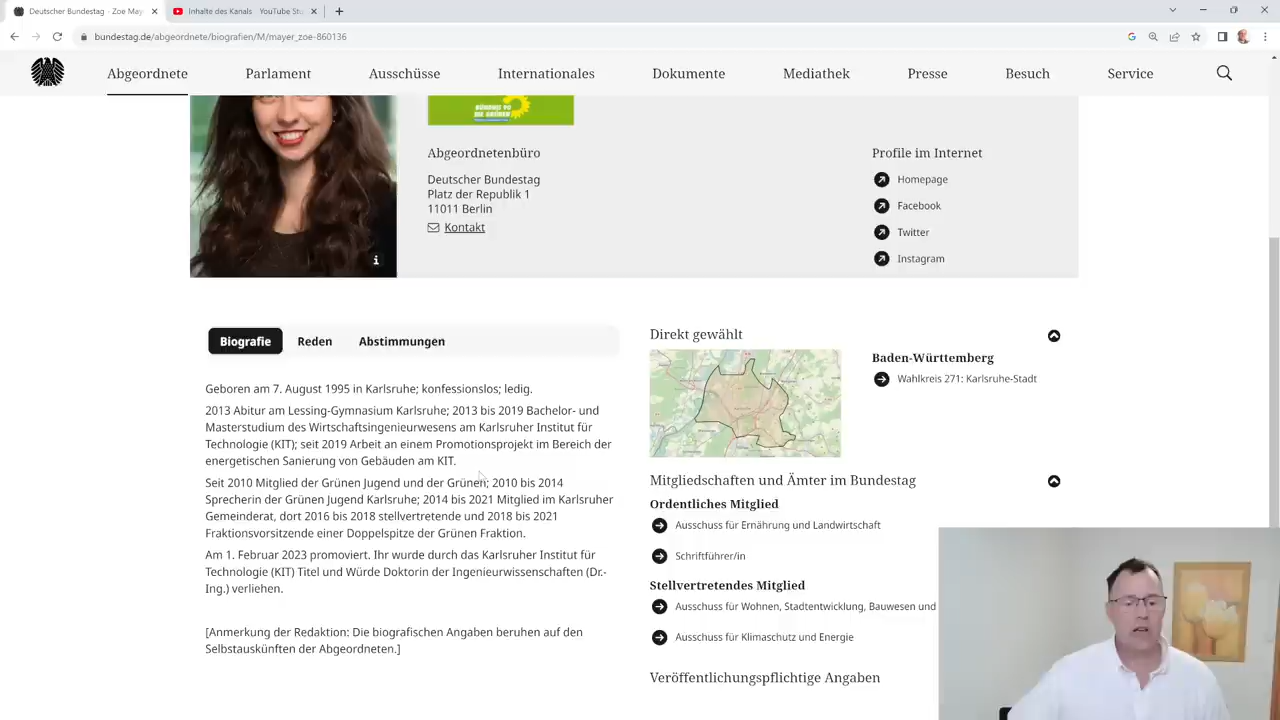 Deutscher Bundestag - Zoe May
Inhalte des Kanals - YouTube Stu
bundestag.de/abgeordnete/biografien/M/mayer_zoe-860136
Abgeordnete Parlament Ausschüsse Internationales Dokumente Mediathek Presse Besuch Service
BÜNDNIS 90
DIE GRÜNEN
Abgeordnetenbüro
Deutscher Bundestag
Platz der Republik 1
11011 Berlin
Kontakt
Profile im Internet
Homepage
Facebook
Twitter
Instagram
Biografie Reden Abstimmungen
Geboren am 7. August 1995 in Karlsruhe; konfessionslos; ledig.
2013 Abitur am Lessing-Gymnasium Karlsruhe; 2013 bis 2019 Bachelor- und
Masterstudium des Wirtschaftsingenieurwesens am Karlsruher Institut für
Technologie (KIT); seit 2019 Arbeit an einem Promotionsprojekt im Bereich der
energetischen Sanierung von Gebäuden am KIT.
Seit 2010 Mitglied der Grünen Jugend und der Grünen; 2010 bis 2014
Sprecherin der Grünen Jugend Karlsruhe; 2014 bis 2021 Mitglied im Karlsruher
Gemeinderat, dort 2016 bis 2018 stellvertretende und 2018 bis 2021
Fraktionsvorsitzende einer Doppelspitze der Grünen Fraktion.
Am 1. Februar 2023 promoviert. Ihr wurde durch das Karlsruher Institut für
Technologie (KIT) Titel und Würde Doktorin der Ingenieurwissenschaften (Dr.-
Ing.) verliehen.
[Anmerkung der Redaktion: Die biografischen Angaben beruhen auf den
Selbstauskünften der Abgeordneten.]
Direkt gewählt
Baden-Württemberg
Wahlkreis 271: Karlsruhe-Stadt
Mitgliedschaften und Ämter im Bundestag
Ordentliches Mitglied
Ausschuss für Ernährung und Landwirtschaft
Schriftführer/in
Stellvertretendes Mitglied
Ausschuss für Wohnen, Stadtentwicklung, Bauwesen und
Ausschuss für Klimaschutz und Energie
Veröffentlichungspflichtige Angaben